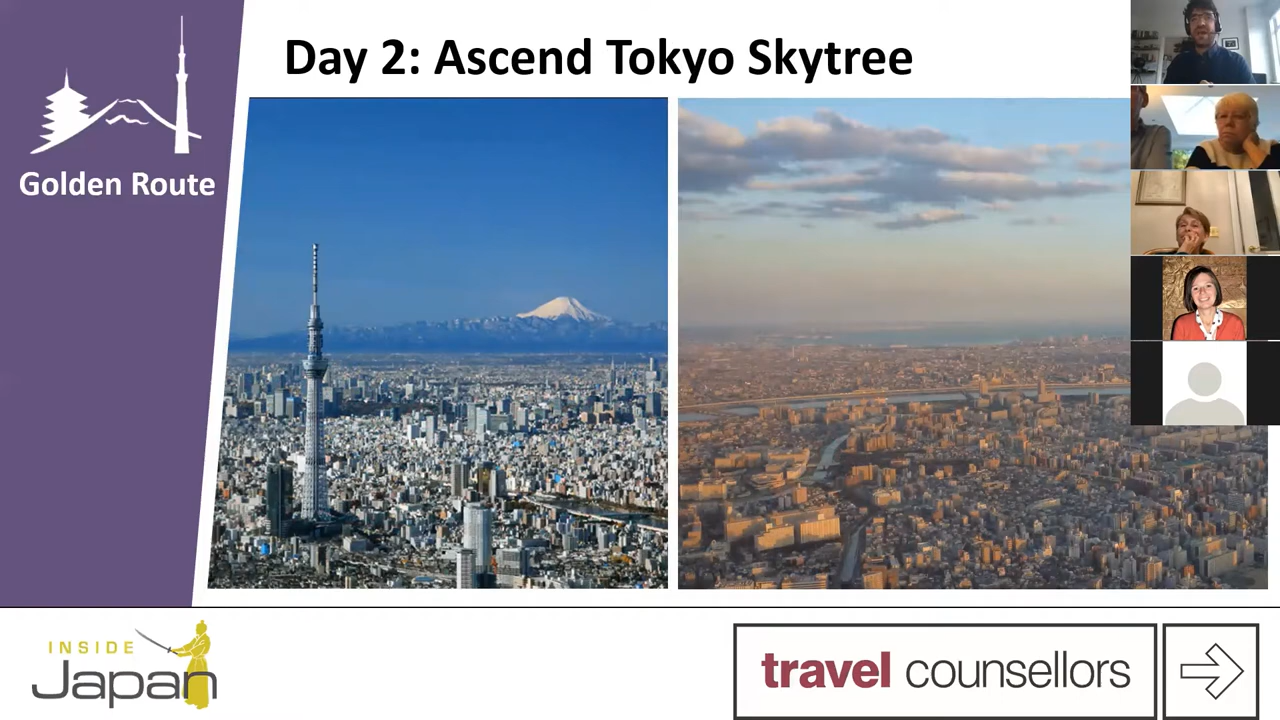 Day 2: Ascend Tokyo Skytree
Golden Route
INSIDE
Japan
travel counsellors